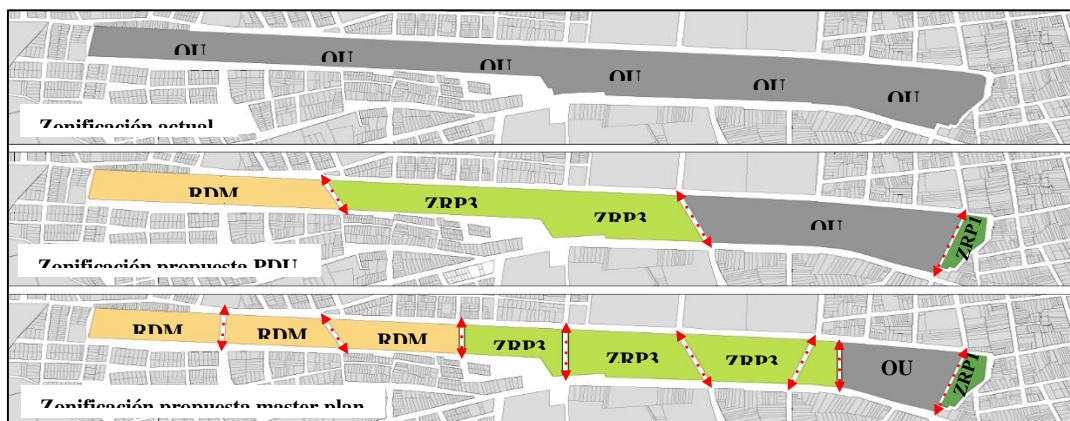 OU OU OU OU OU OU
Zonificación actual
RDM ZRP3 ZRP3 OU ZRP1
Zonificación propuesta PDU
RDM RDM RDM ZRP3 ZRP3 ZRP3 OU ZRP1
Zonificación propuesta master plan